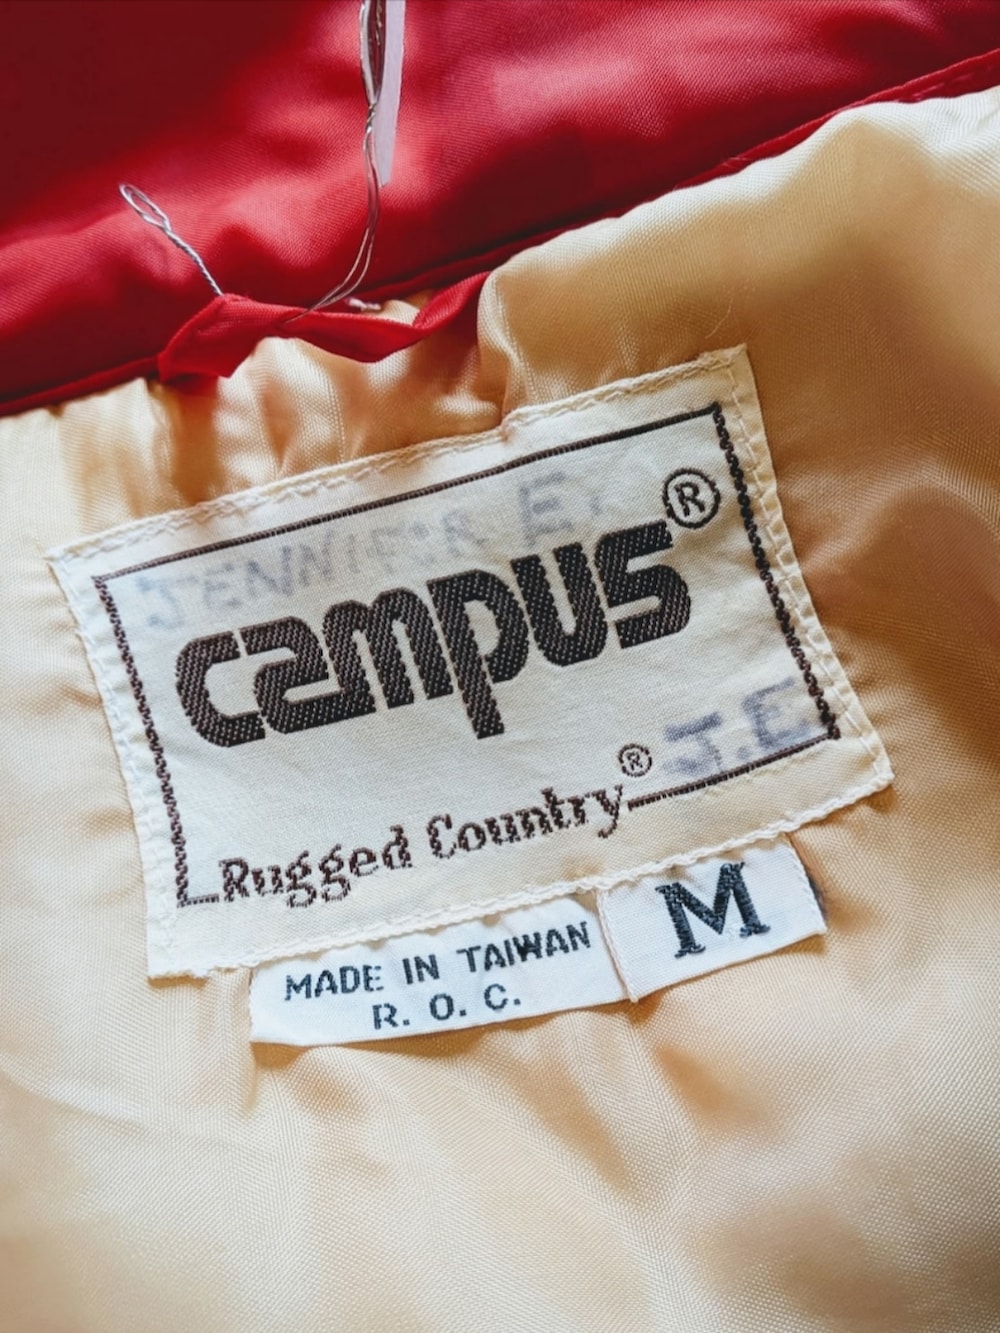 JENNIFER E.
campus®
J.E
Rugged Country®
MADE IN TAIWAN
R. O. C.
M